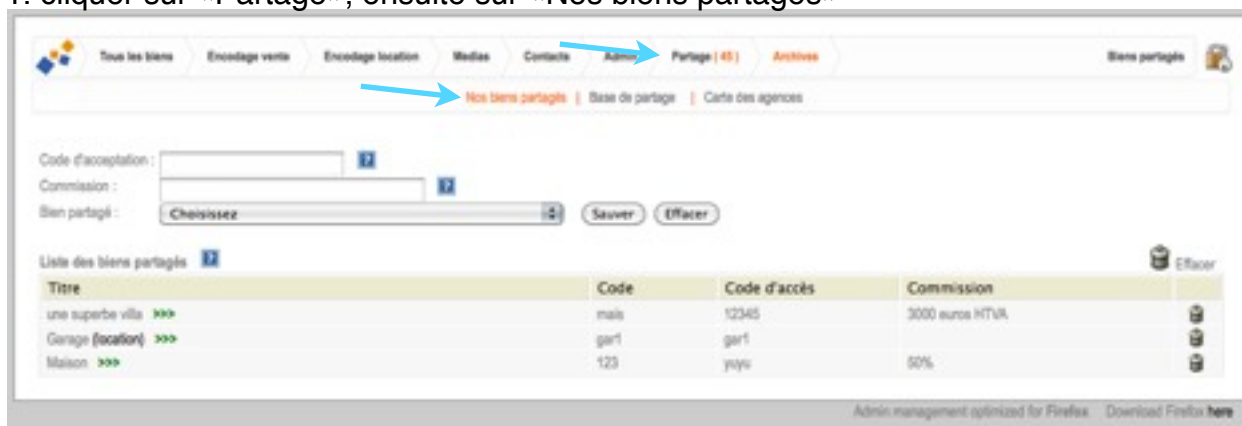 1. cliquer sur «Partage», ensuite sur «Nos biens partagés»
Tous les biens Encodage vente Encodage location Medias Contacts Admin Partage ( 45 ) Archives Biens partagés
Nos biens partagés | Base de partage | Carte des agences
Code d'acceptation :
Commission :
Bien partagé : Choisissez Sauver Effacer
Liste des biens partagés Effacer
Titre Code Code d'accès Commission
une superbe villa >>> mais 12345 3000 euros HTVA
Garage (location) >>> gar1 gar1
Maison >>> 123 yuyu 50%
Admin management optimized for Firefox Download Firefox here